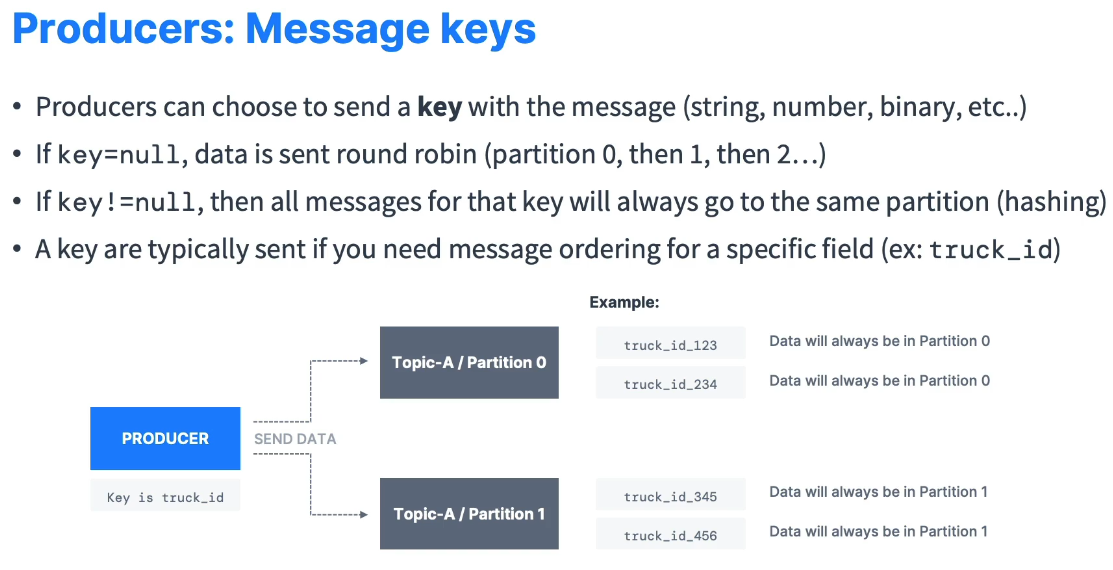 Producers: Message keys
• Producers can choose to send a key with the message (string, number, binary, etc..)
• If key=null, data is sent round robin (partition 0, then 1, then 2…)
• If key!=null, then all messages for that key will always go to the same partition (hashing)
• A key are typically sent if you need message ordering for a specific field (ex: truck_id)
Example:
Topic-A / Partition 0
truck_id_123
Data will always be in Partition 0
truck_id_234
Data will always be in Partition 0
PRODUCER
SEND DATA
Key is truck_id
Topic-A / Partition 1
truck_id_345
Data will always be in Partition 1
truck_id_456
Data will always be in Partition 1